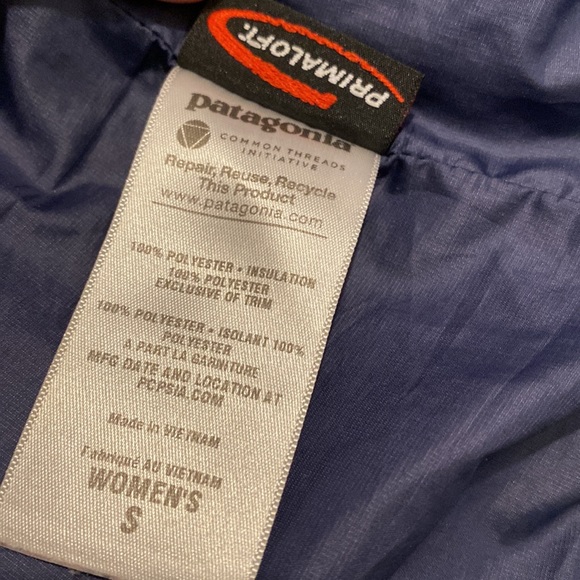 PRIMALOFT.
patagonia
COMMON THREADS
INITIATIVE
Repair, Reuse, Recycle
This Product
www.patagonia.com
100% POLYESTER • INSULATION
100% POLYESTER
EXCLUSIVE OF TRIM
100% POLYESTER • ISOLANT 100%
POLYESTER
A PART LA GARNITURE
MFG DATE AND LOCATION AT
PCPSIA.COM
Made in VIETNAM
Fabriqué AU VIETNAM
WOMEN'S
S